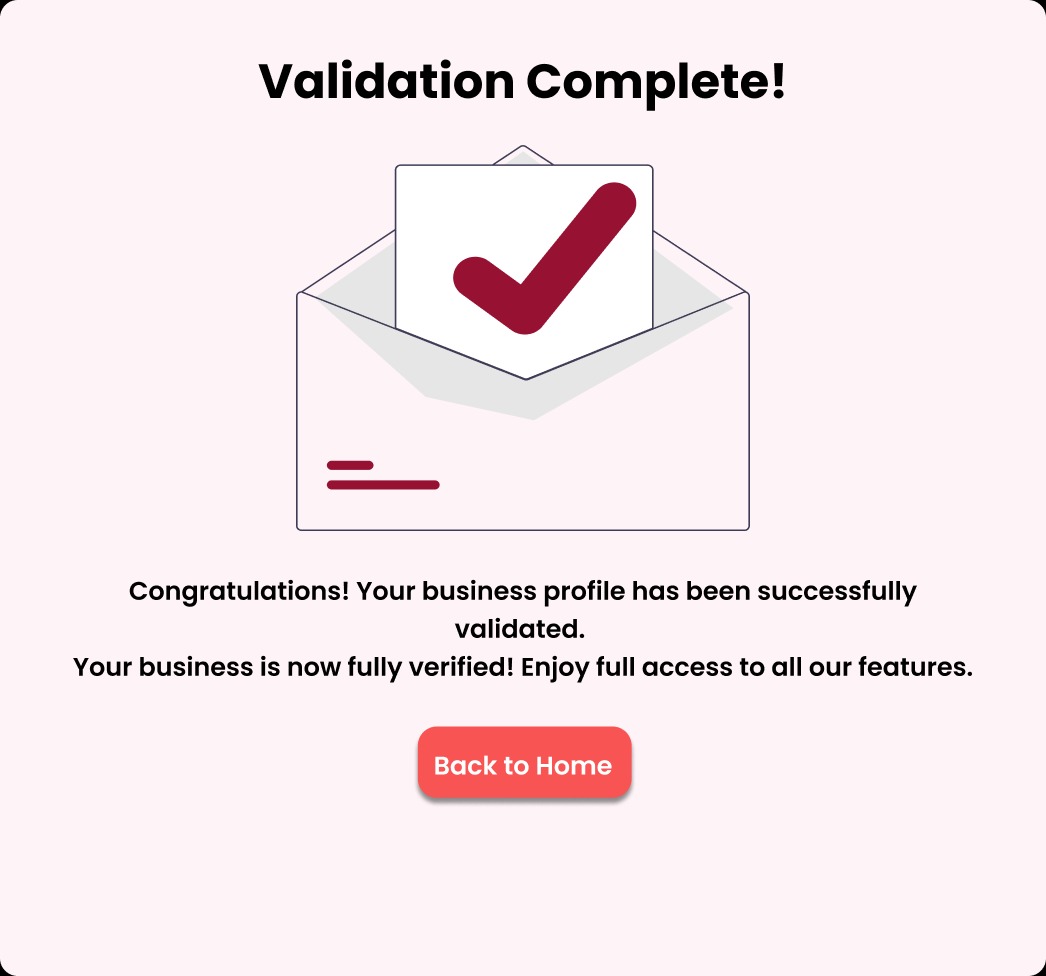 Validation Complete!
Congratulations! Your business profile has been successfully
validated.
Your business is now fully verified! Enjoy full access to all our features.
Back to Home